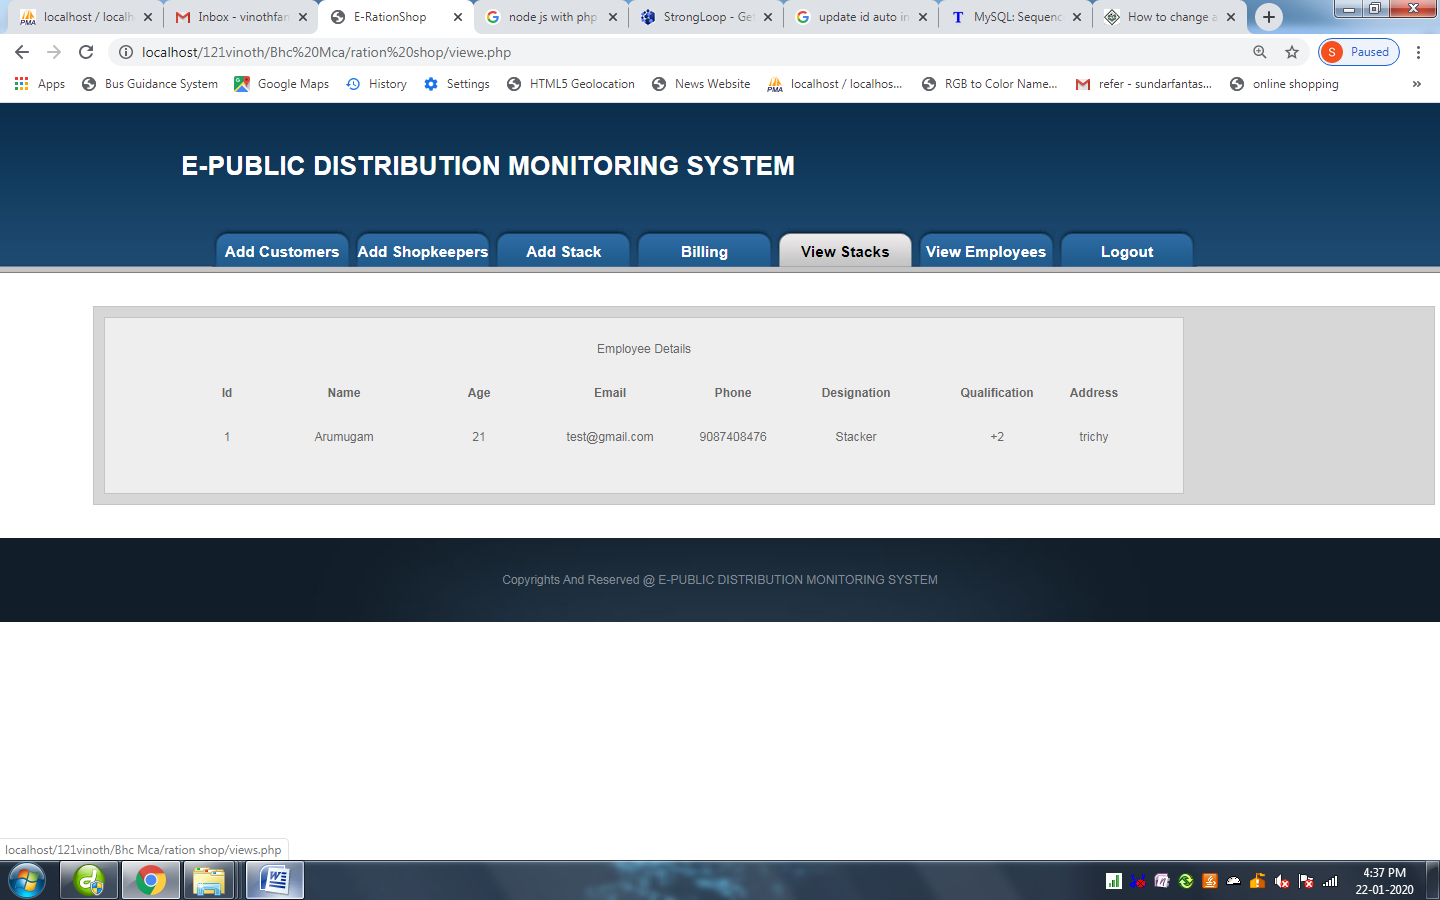 localhost / localh
Inbox - vinothfan
E-RationShop
node js with php
StrongLoop - Get
update id auto in
MySQL: Sequenc
How to change a
localhost/121vinoth/Bhc%20Mca/ration%20shop/viewe.php
S Paused
Apps
Bus Guidance System
Google Maps
History
Settings
HTML5 Geolocation
News Website
localhost / localhos...
RGB to Color Name...
refer - sundarfantas...
online shopping
»
E-PUBLIC DISTRIBUTION MONITORING SYSTEM
Add Customers Add Shopkeepers Add Stack Billing View Stacks View Employees Logout
Employee Details
Id Name Age Email Phone Designation Qualification Address
1 Arumugam 21 test@gmail.com 9087408476 Stacker +2 trichy
Copyrights And Reserved @ E-PUBLIC DISTRIBUTION MONITORING SYSTEM
localhost/121vinoth/Bhc Mca/ration shop/views.php
4:37 PM
22-01-2020